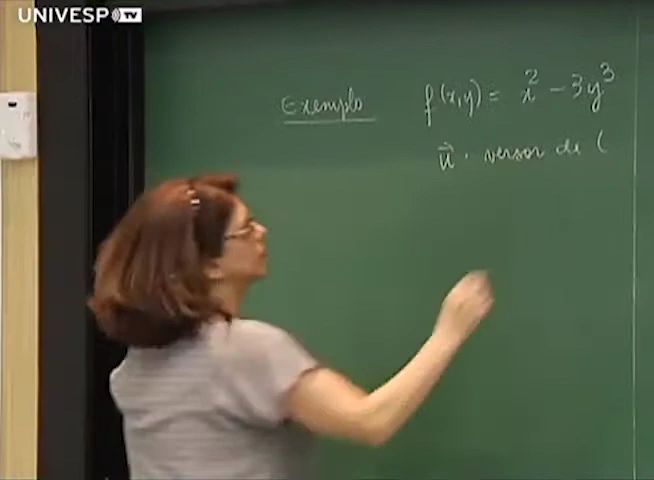 UNIVESP TV
Exemplo f(x,y) = x² - 3y³
u⃗ · versor de (